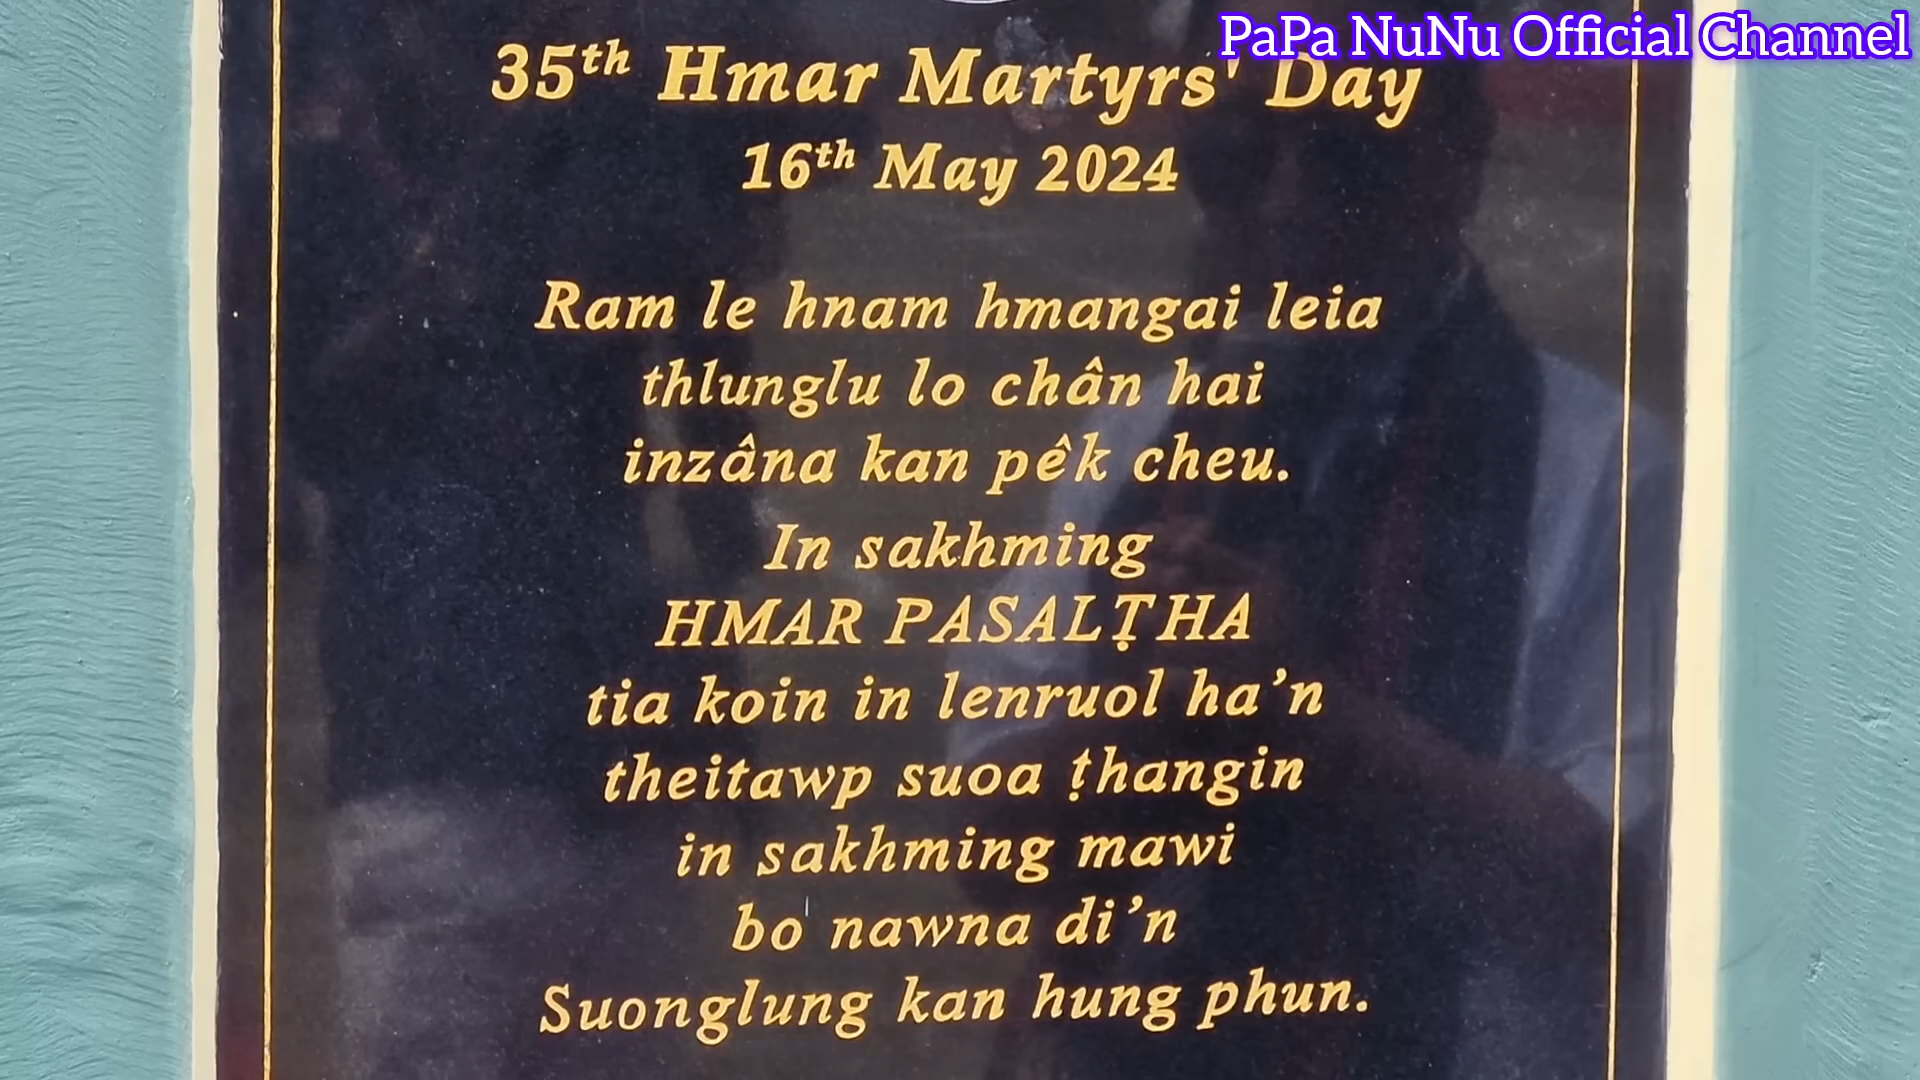 PaPa NuNu Official Channel
35th Hmar Martyrs' Day
16th May 2024
Ram le hnam hmangai leia
thlunglu lo chân hai
inzâna kan pêk cheu.
In sakhming
HMAR PASALṬHA
tia koin in lenruol ha’n
theitawp suoa ṭhangin
in sakhming mawi
bo nawna di’n
Suonglung kan hung phun.